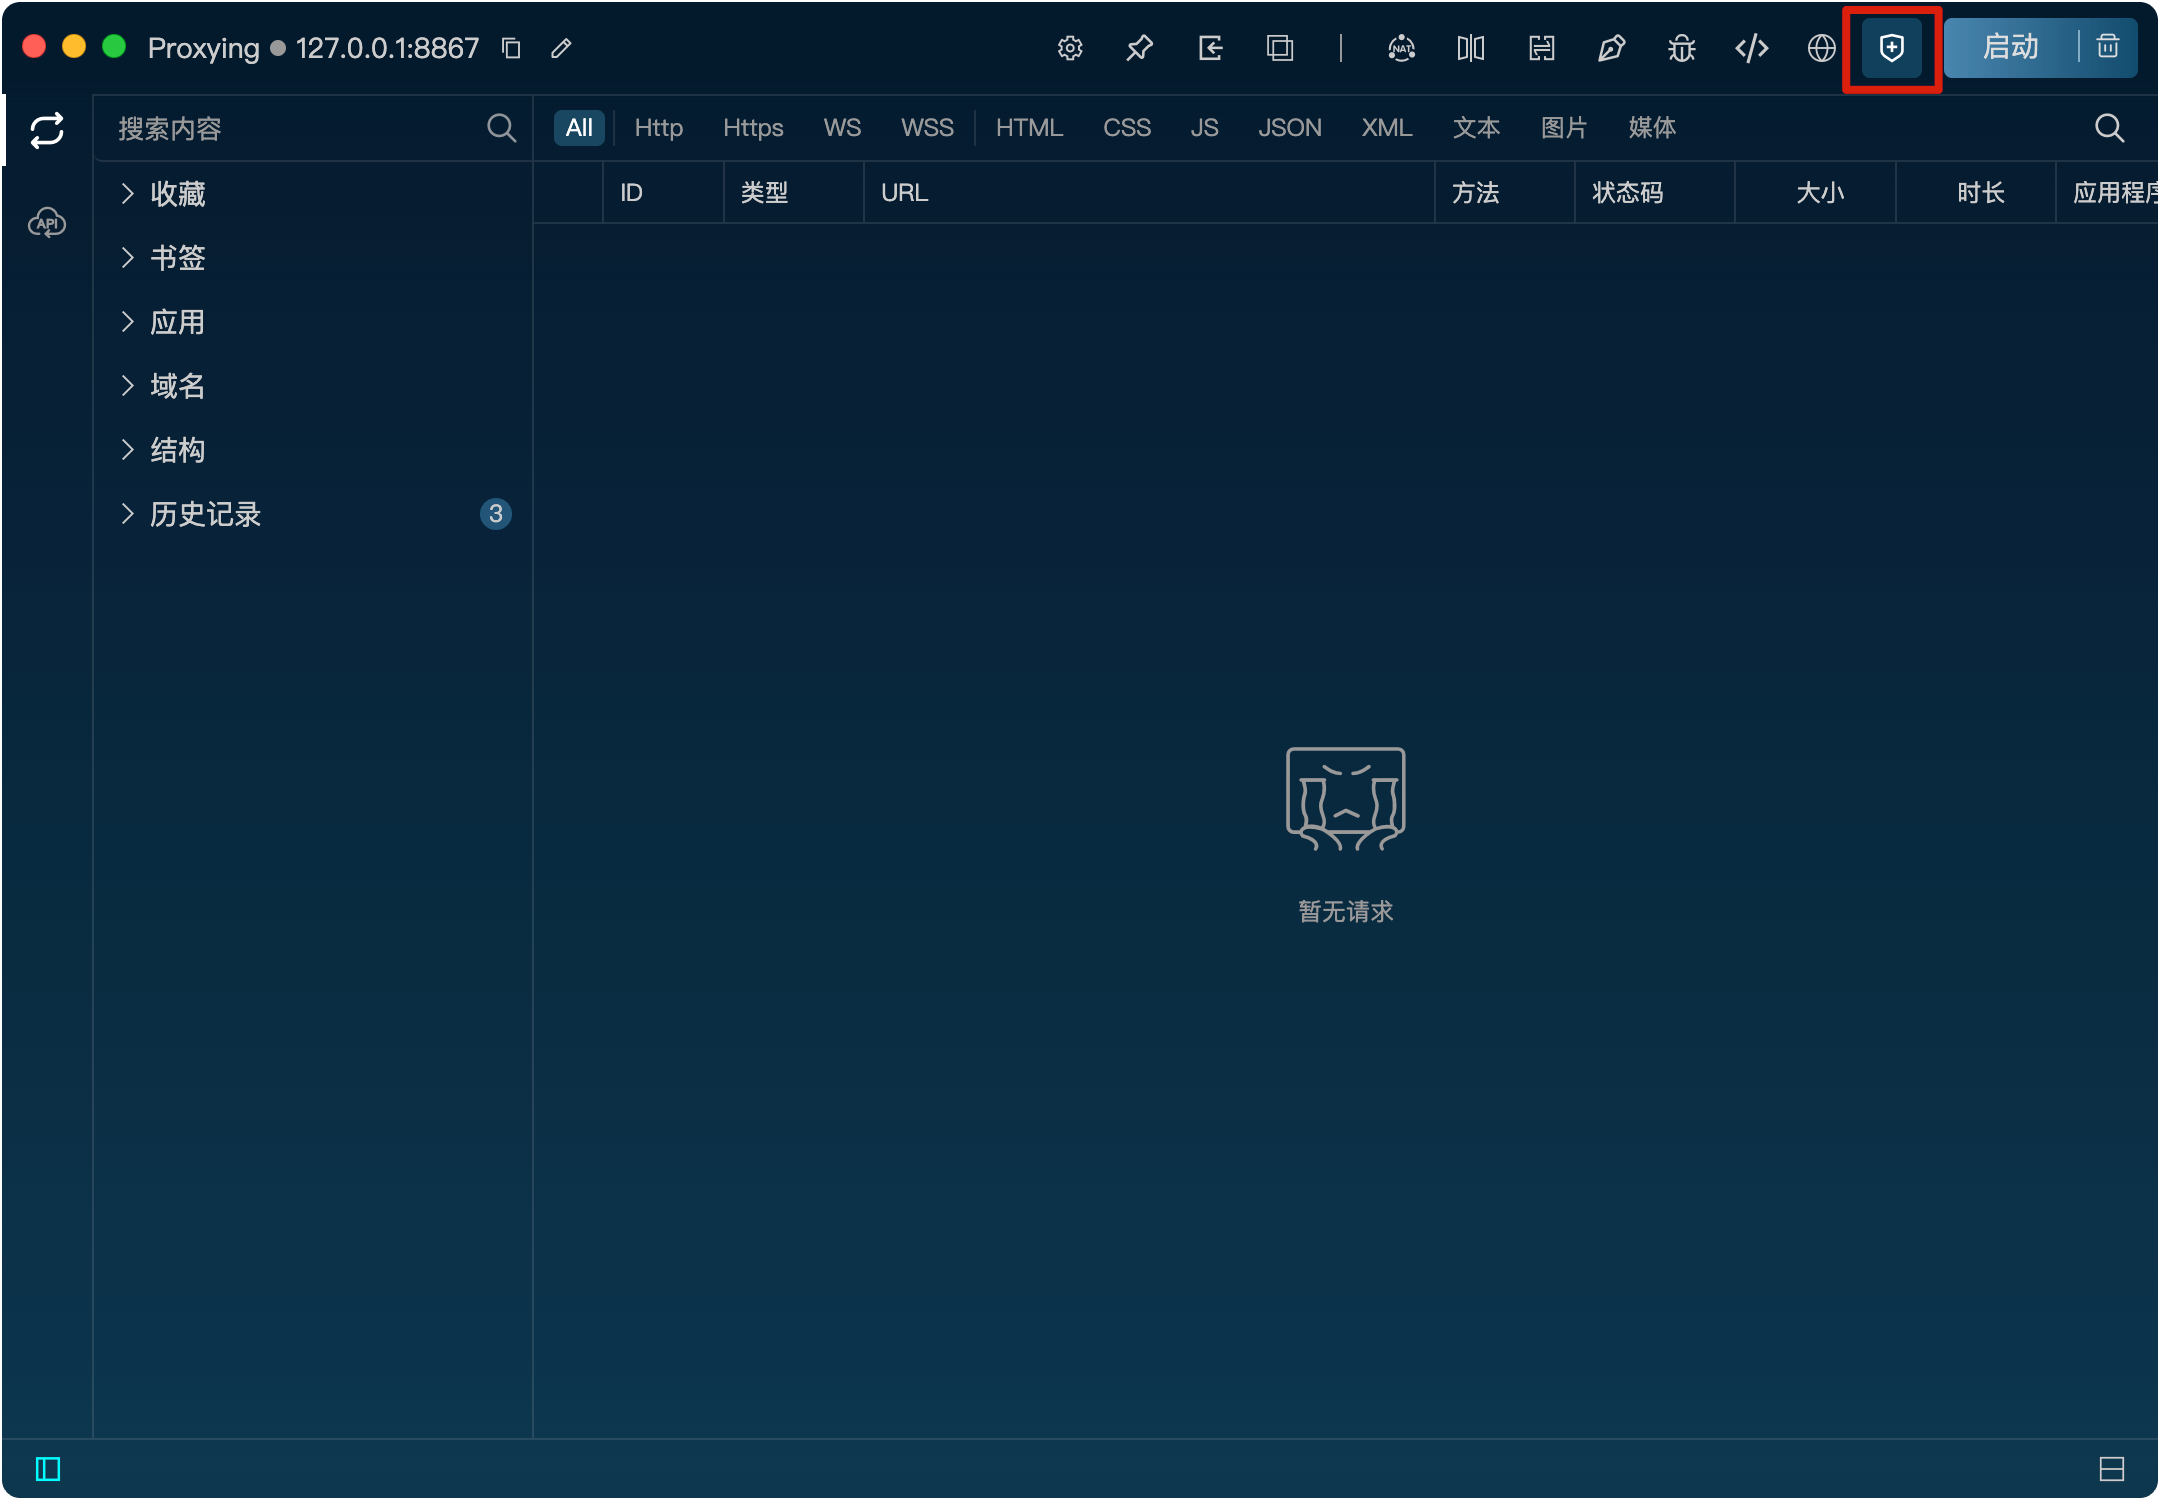 Proxying 127.0.0.1:8867
NAT
启动
搜索内容
All Http Https WS WSS HTML CSS JS JSON XML 文本 图片 媒体
ID 类型 URL 方法 状态码 大小 时长 应用程序
API
收藏
书签
应用
域名
结构
历史记录 3
暂无请求